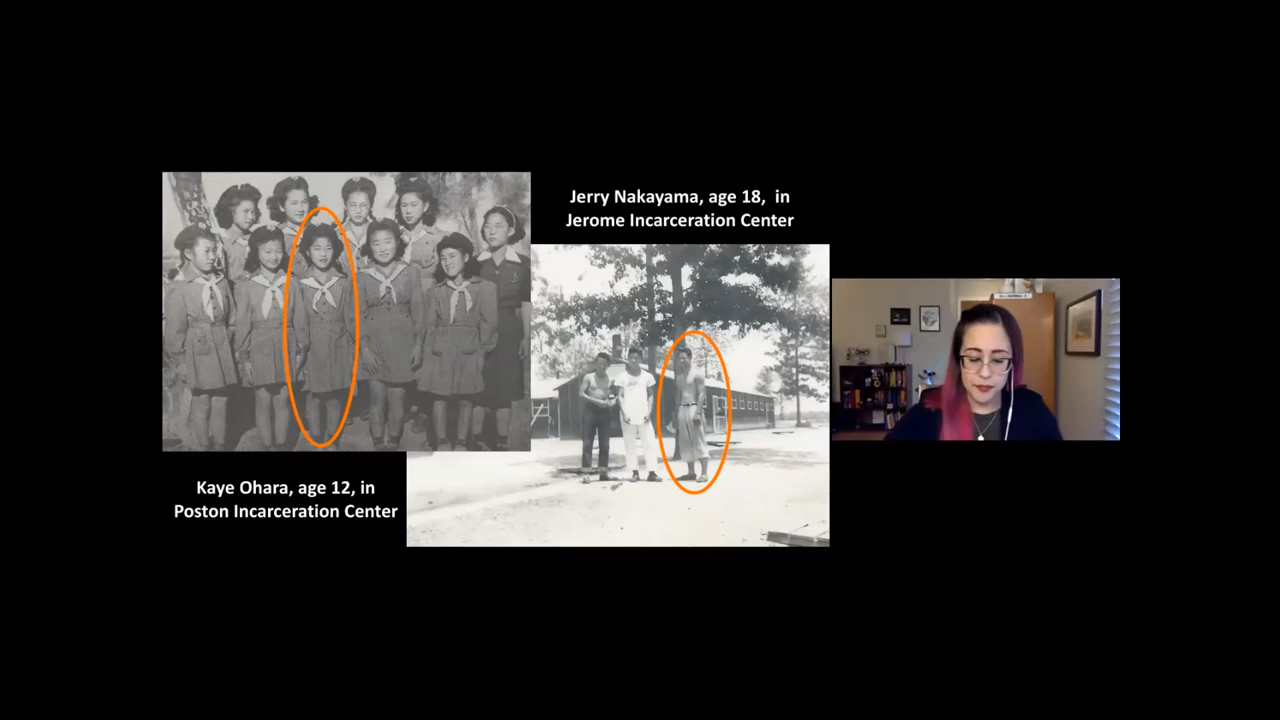 Jerry Nakayama, age 18, in
Jerome Incarceration Center
Kaye Ohara, age 12, in
Poston Incarceration Center